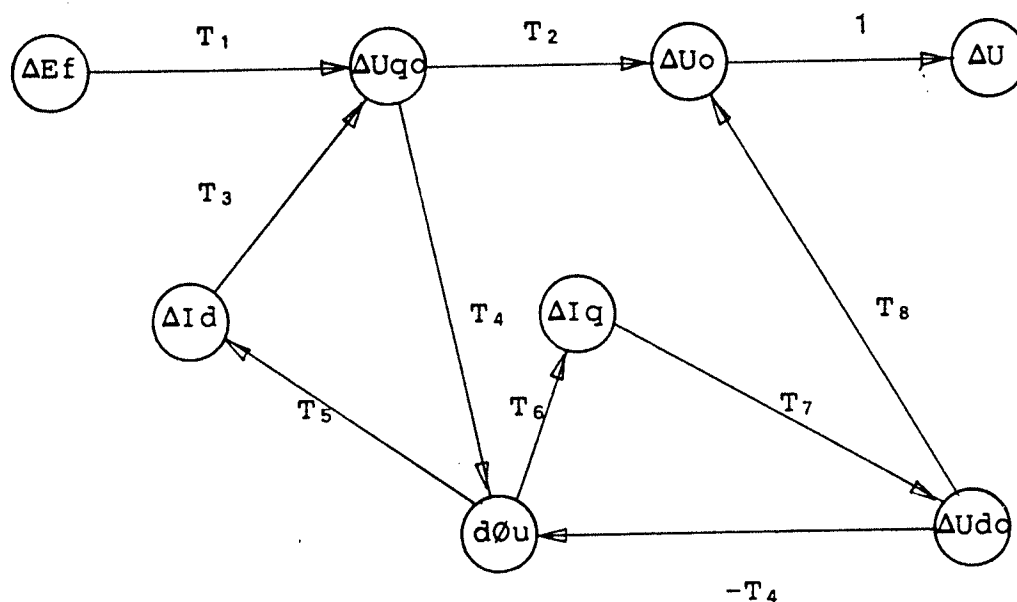 T₁
T₂
1
ΔEf
ΔUqo
ΔUo
ΔU
T₃
ΔId
T₄
ΔIq
T₈
T₅
T₆
T₇
dØu
ΔUdo
-T₄